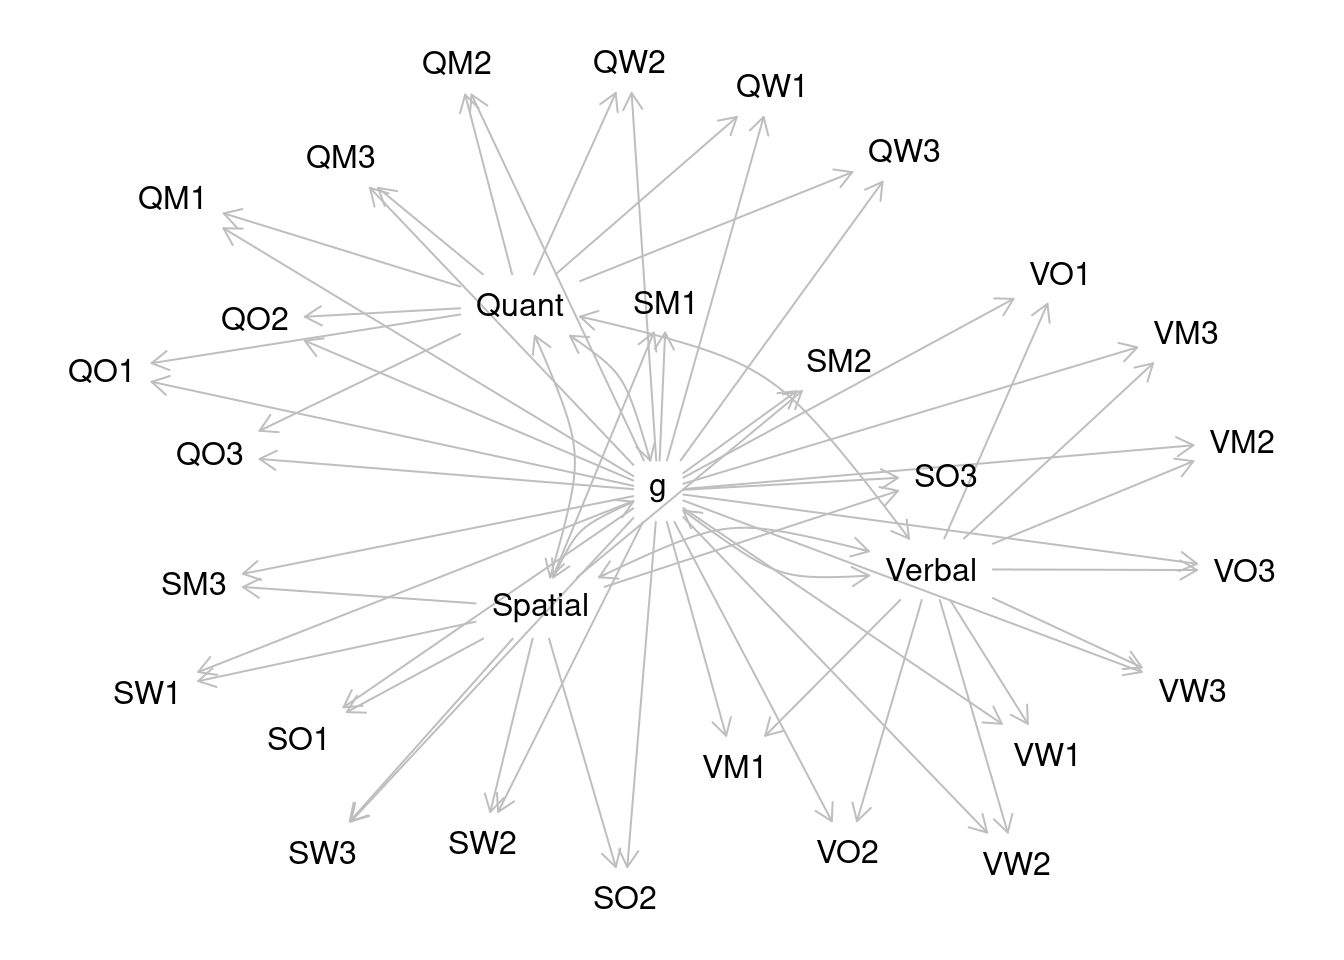 QM2
QW2
QW1
QM3
QW3
QM1
VO1
Quant
SM1
QO2
VM3
SM2
QO1
VM2
QO3
SO3
g
Verbal
VO3
SM3
Spatial
SW1
VW3
SO1
VW1
VM1
SW2
SW3
VO2
VW2
SO2